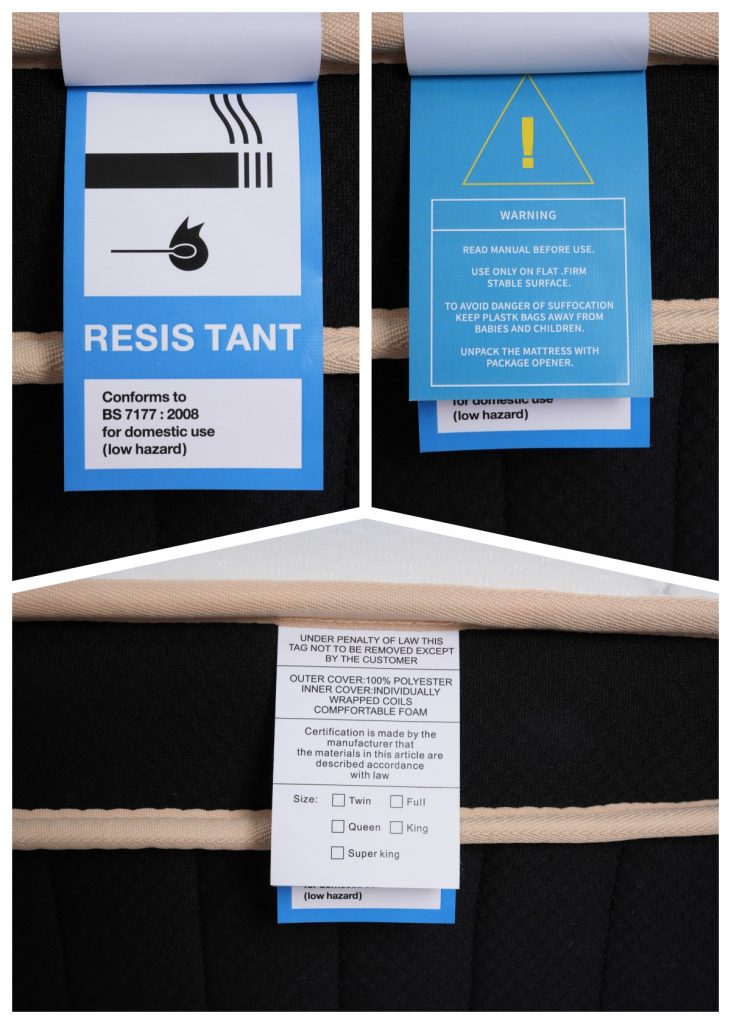 RESIS TANT
Conforms to
BS 7177 : 2008
for domestic use
(low hazard)
!
WARNING
READ MANUAL BEFORE USE.
USE ONLY ON FLAT .FIRM
STABLE SURFACE.
TO AVOID DANGER OF SUFFOCATION
KEEP PLASTK BAGS AWAY FROM
BABIES AND CHILDREN.
UNPACK THE MATTRESS WITH
PACKAGE OPENER.
for domestic use
(low hazard)
UNDER PENALTY OF LAW THIS
TAG NOT TO BE REMOVED EXCEPT
BY THE CUSTOMER
OUTER COVER:100% POLYESTER
INNER COVER:INDIVIDUALLY
WRAPPED COILS
COMPFORTABLE FOAM
Certification is made by the
manufacturer that
the materials in this article are
described accordance
with law
Size: Twin Full
Queen King
Super king
for domestic use
(low hazard)